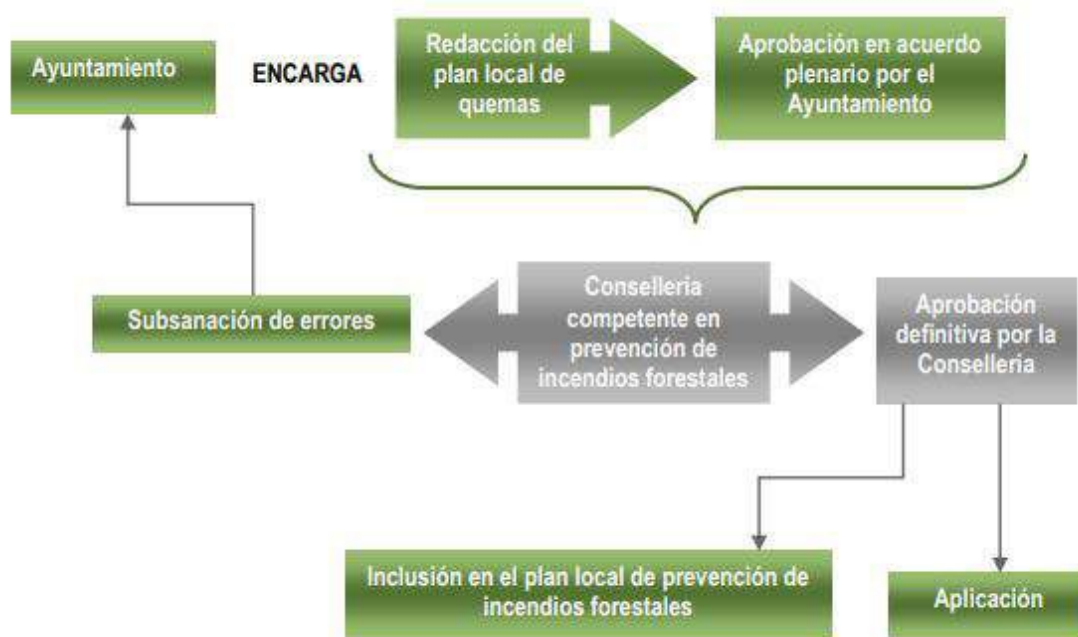 Ayuntamiento
ENCARGA
Redacción del
plan local de
quemas
Aprobación en acuerdo
plenario por el
Ayuntamiento
Subsanación de errores
Conselleria
competente en
prevención de
incendios forestales
Aprobación
definitiva por la
Conselleria
Inclusión en el plan local de prevención de
incendios forestales
Aplicación